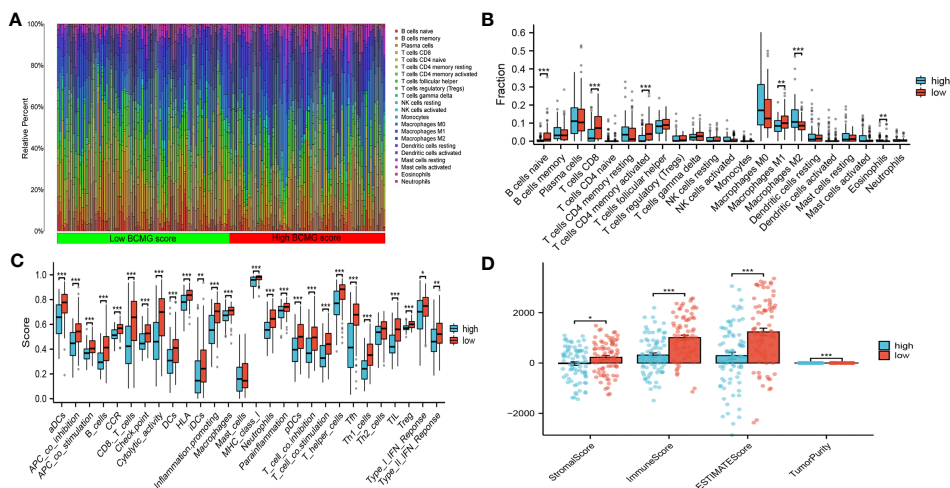 A
100%
80%
60%
40%
20%
0%
Relative Percent
Low BCMG score
High BCMG score
B cells naive
B cells memory
Plasma cells
T cells CD8
T cells CD4 naive
T cells CD4 memory resting
T cells CD4 memory activated
T cells follicular helper
T cells regulatory (Tregs)
T cells gamma delta
NK cells resting
NK cells activated
Monocytes
Macrophages M0
Macrophages M1
Macrophages M2
Dendritic cells resting
Dendritic cells activated
Mast cells resting
Mast cells activated
Eosinophils
Neutrophils
B
0.6
0.5
0.4
0.3
0.2
0.1
0.0
Fraction
***
***
***
***
**
***
**
high
low
B cells naive
B cells memory
Plasma cells
T cells CD8
T cells CD4 naive
T cells CD4 memory resting
T cells CD4 memory activated
T cells follicular helper
T cells regulatory (Tregs)
T cells gamma delta
NK cells resting
NK cells activated
Monocytes
Macrophages M0
Macrophages M1
Macrophages M2
Dendritic cells resting
Dendritic cells activated
Mast cells resting
Mast cells activated
Eosinophils
Neutrophils
C
1.0
0.8
0.6
0.4
0.2
0.0
Score
high
low
aDCs
APC_co_inhibition
APC_co_stimulation
B_cells
CCR
CD8_T_cells
Check.point
Cytolytic_activity
DCs
HLA
iDCs
Inflammation.promoting
Macrophages
Mast_cells
MHC_class_I
Neutrophils
Parainflammation
pDCs
T_cell_co.inhibition
T_cell_co.stimulation
T_helper_cells
Tfh
Th1_cells
Th2_cells
TIL
Treg
Type_I_IFN_Reponse
Type_II_IFN_Reponse
D
2000
0
−2000
*
***
***
***
high
low
StromalScore
ImmuneScore
ESTIMATEScore
TumorPurity